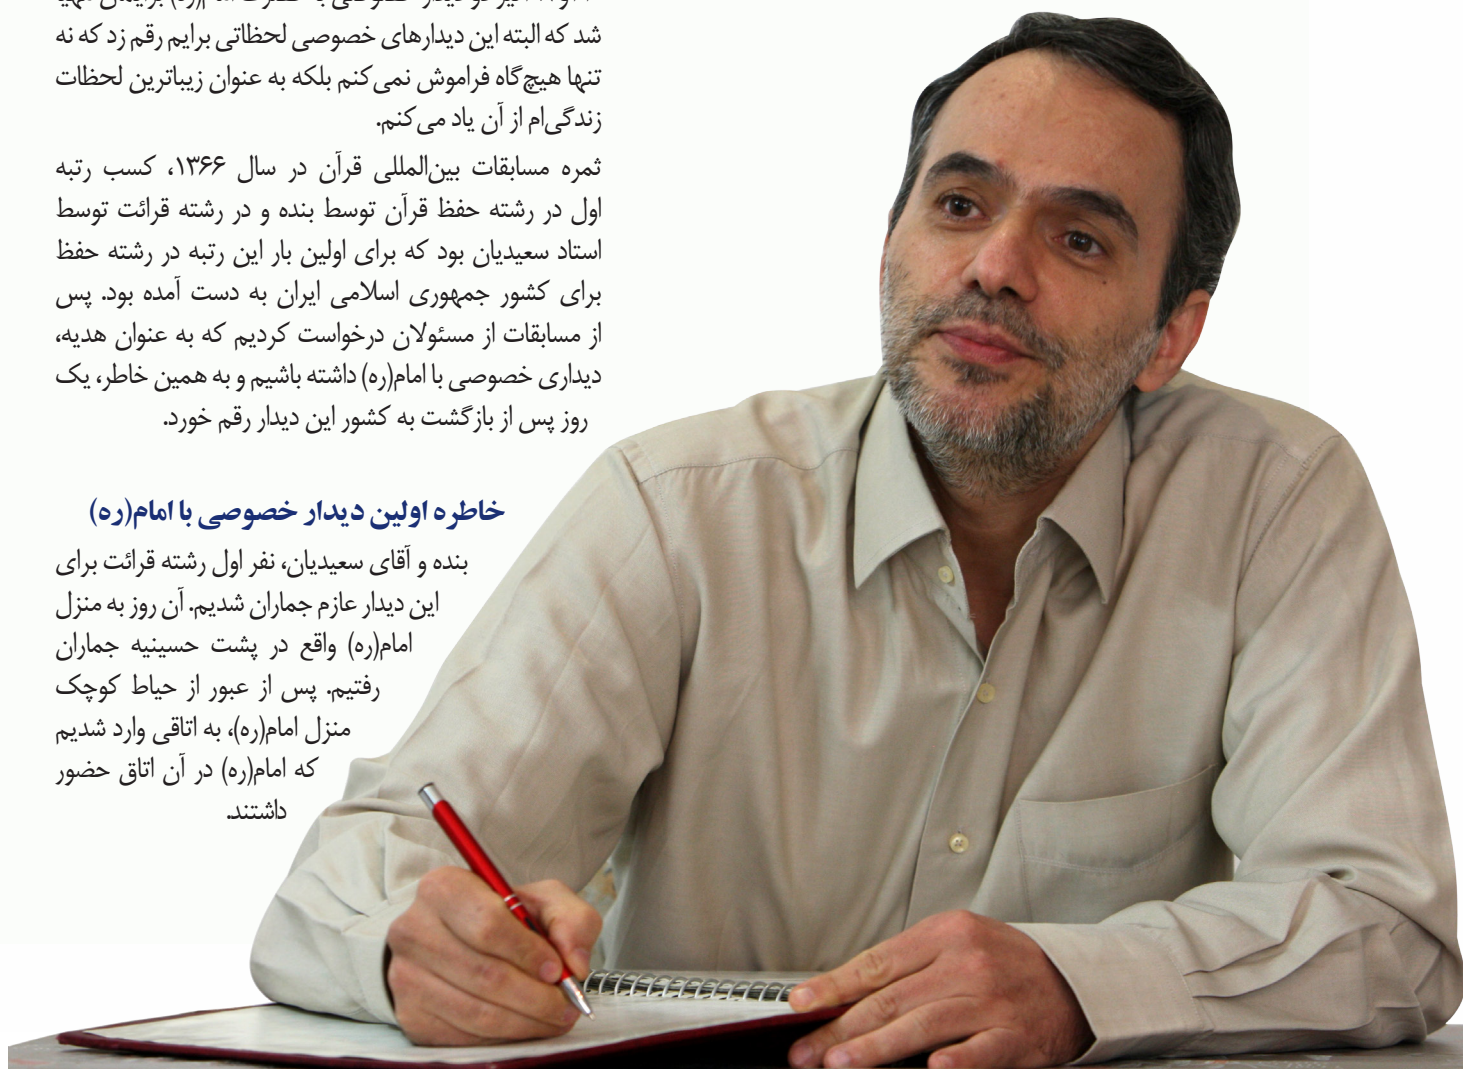 شد که البته این دیدارهای خصوصی لحظاتی برایم رقم زد که نه
تنها هیچ‌گاه فراموش نمی‌کنم بلکه به عنوان زیباترین لحظات
زندگی‌ام از آن یاد می‌کنم.
ثمره مسابقات بین‌المللی قرآن در سال ۱۳۶۶، کسب رتبه
اول در رشته حفظ قرآن توسط بنده و در رشته قرائت توسط
استاد سعیدیان بود که برای اولین بار این رتبه در رشته حفظ
برای کشور جمهوری اسلامی ایران به دست آمده بود. پس
از مسابقات از مسئولان درخواست کردیم که به عنوان هدیه،
دیداری خصوصی با امام(ره) داشته باشیم و به همین خاطر، یک
روز پس از بازگشت به کشور این دیدار رقم خورد.
خاطره اولین دیدار خصوصی با امام(ره)
بنده و آقای سعیدیان، نفر اول رشته قرائت برای
این دیدار عازم جماران شدیم. آن روز به منزل
امام(ره) واقع در پشت حسینیه جماران
رفتیم. پس از عبور از حیاط کوچک
منزل امام(ره)، به اتاقی وارد شدیم
که امام(ره) در آن اتاق حضور
داشتند.